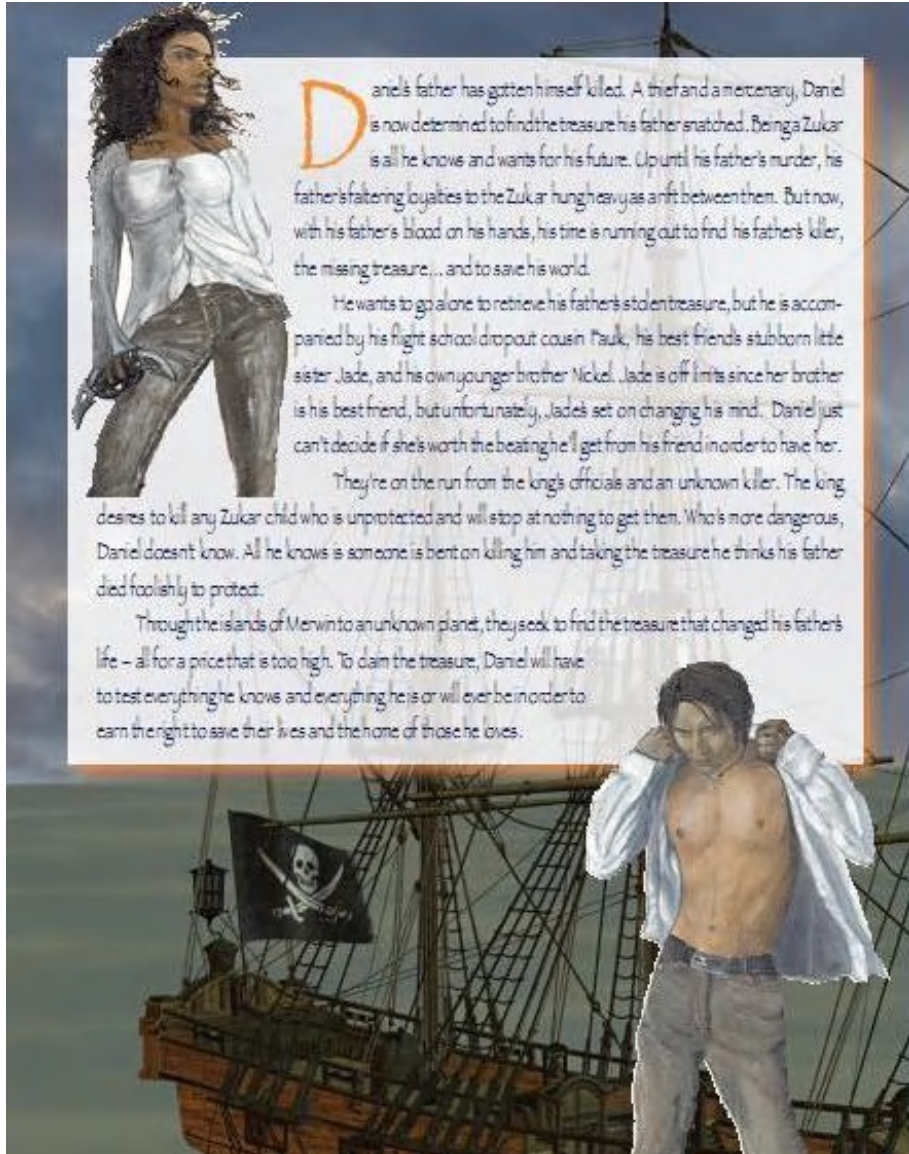 Daniel's father has gotten himself killed. A thief and a mercenary, Daniel
is now determined to find the treasure his father snatched. Being a Zukar
is all he knows and wants for his future. Up until his father's murder, his
father's faltering loyalties to the Zukar hung heavy as a rift between them. But now,
with his father's blood on his hands, his time is running out to find his father's killer,
the missing treasure... and to save his world.
He wants to go alone to retrieve his father's stolen treasure, but he is accom-
panied by his flight school dropout cousin Paulk, his best friend's stubborn little
sister Jade, and his own younger brother Nickel. Jade is off limits since her brother
is his best friend, but unfortunately, Jade's set on changing his mind. Daniel just
can't decide if she's worth the beating he'll get from his friend in order to have her.
They're on the run from the king's officials and an unknown killer. The king
desires to kill any Zukar child who is unprotected and will stop at nothing to get them. Who's more dangerous,
Daniel doesn't know. All he knows is someone is bent on killing him and taking the treasure he thinks his father
died foolishly to protect.
Through the islands of Merwin to an unknown planet, they seek to find the treasure that changed his father's
life – all for a price that is too high. To claim the treasure, Daniel will have
to test everything he knows and everything he is or will ever be in order to
earn the right to save their lives and the home of those he loves.